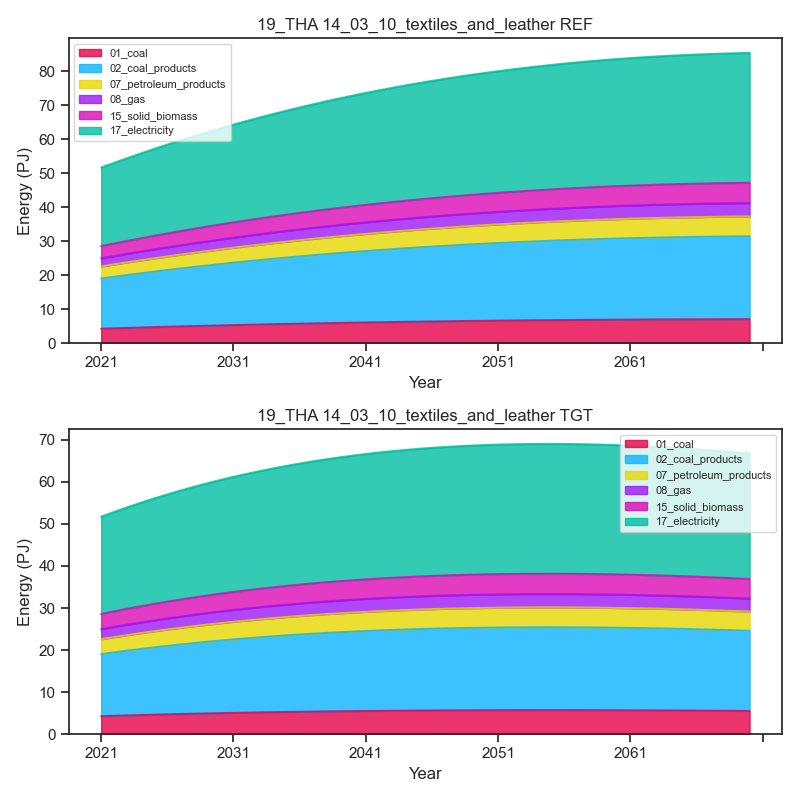 19_THA 14_03_10_textiles_and_leather REF
01_coal
02_coal_products
07_petroleum_products
08_gas
15_solid_biomass
17_electricity
Energy (PJ)
80
70
60
50
40
30
20
10
0
2021 2031 2041 2051 2061
Year
19_THA 14_03_10_textiles_and_leather TGT
01_coal
02_coal_products
07_petroleum_products
08_gas
15_solid_biomass
17_electricity
Energy (PJ)
70
60
50
40
30
20
10
0
2021 2031 2041 2051 2061
Year